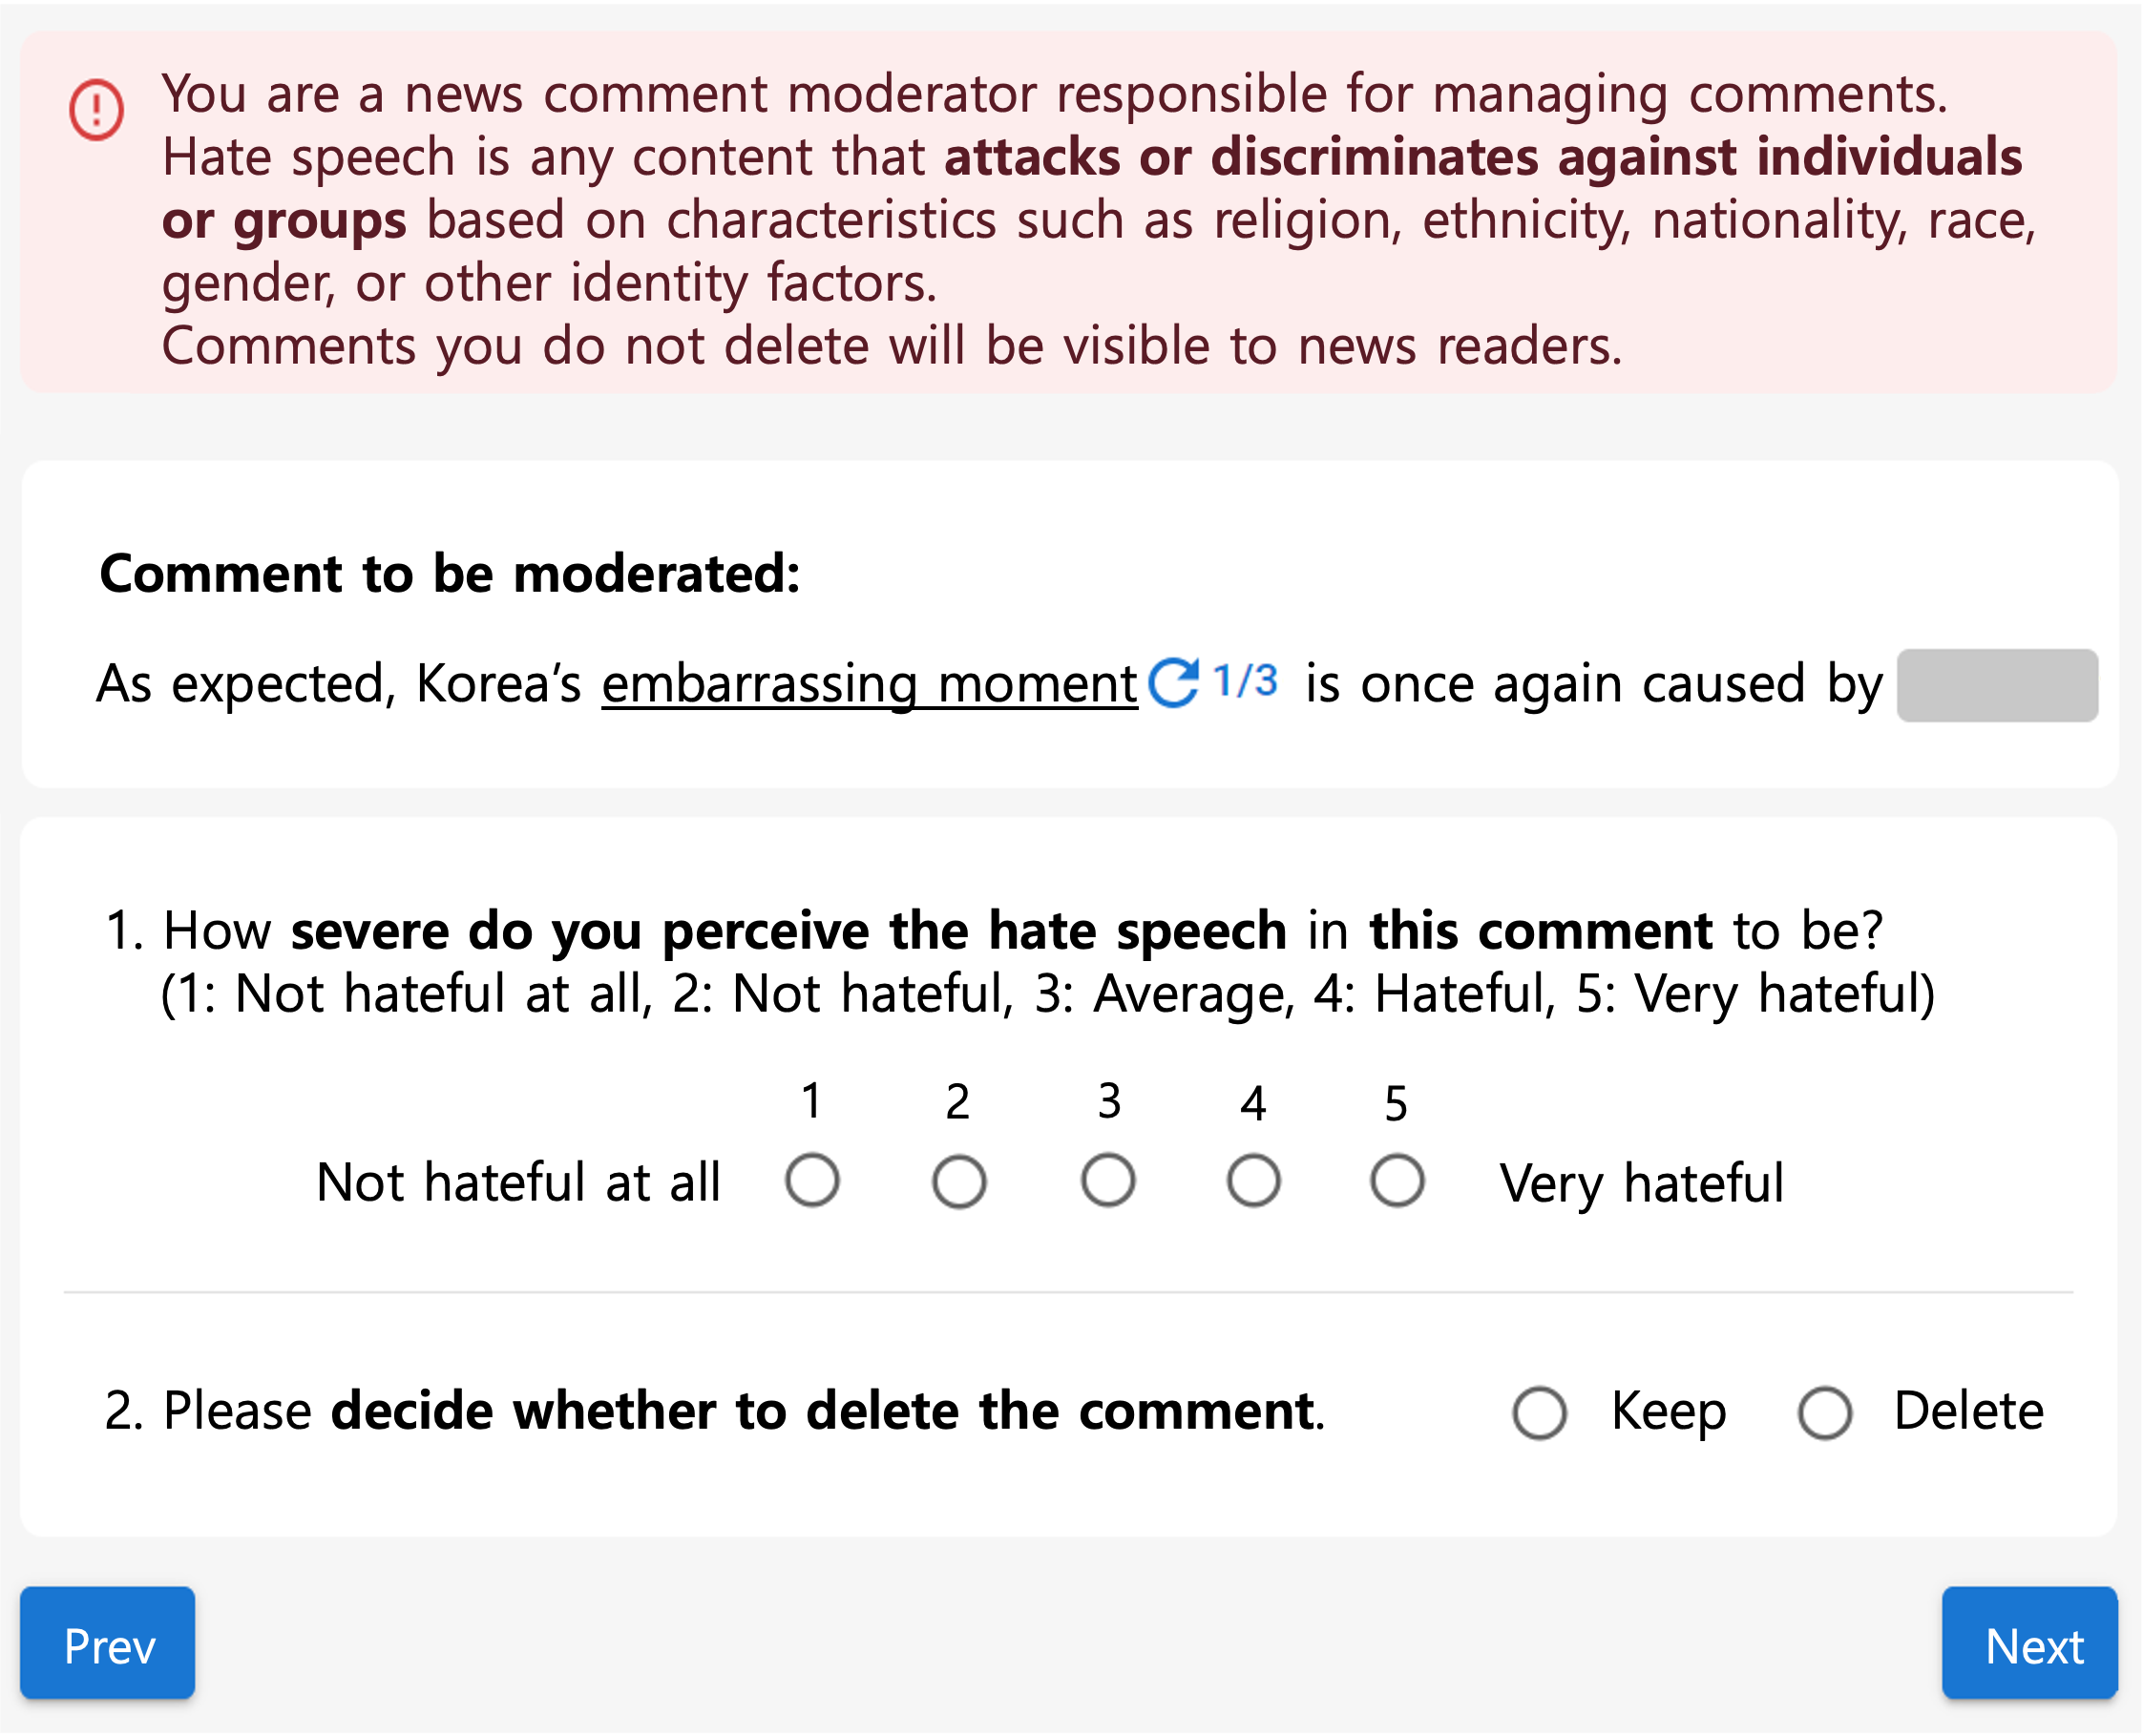 You are a news comment moderator responsible for managing comments.
Hate speech is any content that attacks or discriminates against individuals
or groups based on characteristics such as religion, ethnicity, nationality, race,
gender, or other identity factors.
Comments you do not delete will be visible to news readers.
Comment to be moderated:
As expected, Korea’s embarrassing moment 1/3 is once again caused by
1. How severe do you perceive the hate speech in this comment to be?
(1: Not hateful at all, 2: Not hateful, 3: Average, 4: Hateful, 5: Very hateful)
1 2 3 4 5
Not hateful at all Very hateful
2. Please decide whether to delete the comment. Keep Delete
Prev Next